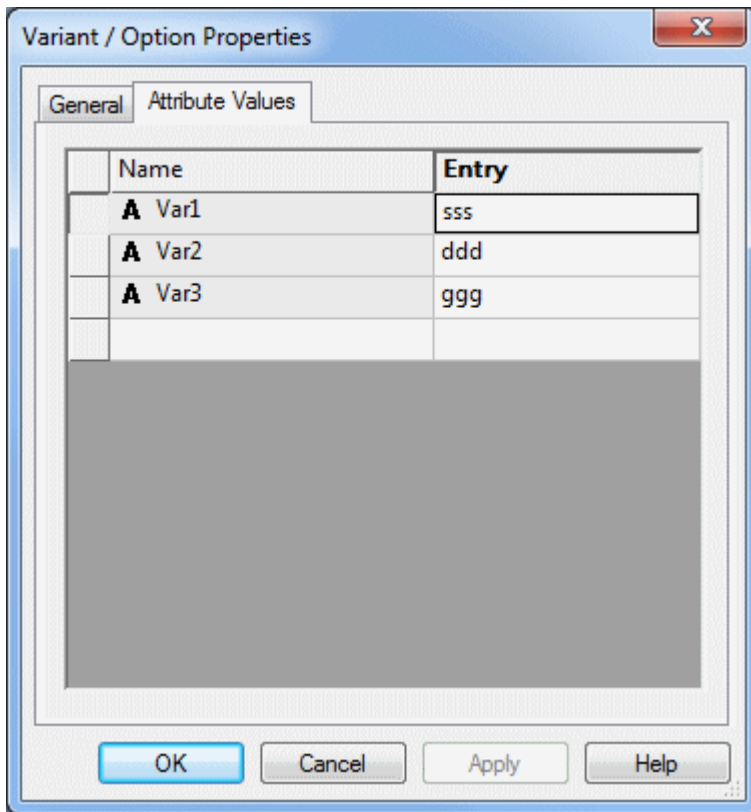 Variant / Option Properties
General Attribute Values
Name Entry
A Var1 sss
A Var2 ddd
A Var3 ggg
OK Cancel Apply Help